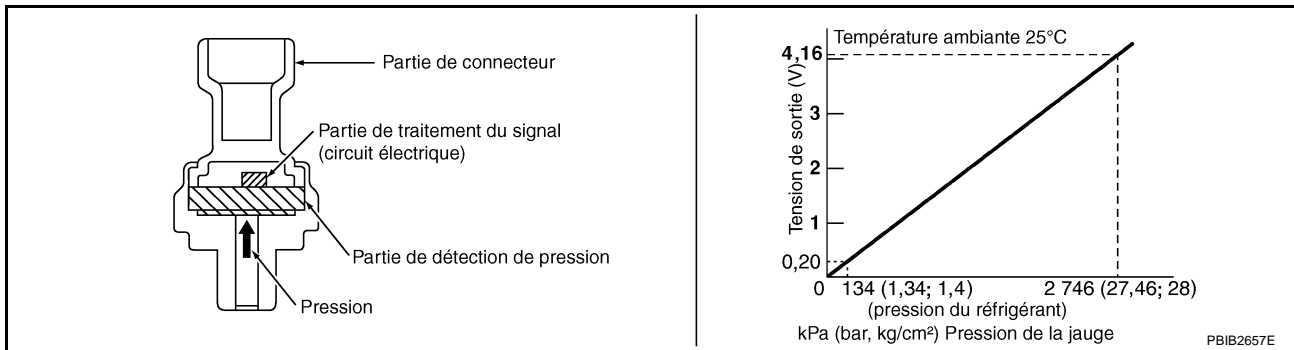 Partie de connecteur
Partie de traitement du signal
(circuit électrique)
Partie de détection de pression
Pression
Température ambiante 25°C
Tension de sortie (V)
4,16
3
2
1
0,20
0 134 (1,34; 1,4) 2 746 (27,46; 28)
(pression du réfrigérant)
kPa (bar, kg/cm²) Pression de la jauge
PBIB2657E